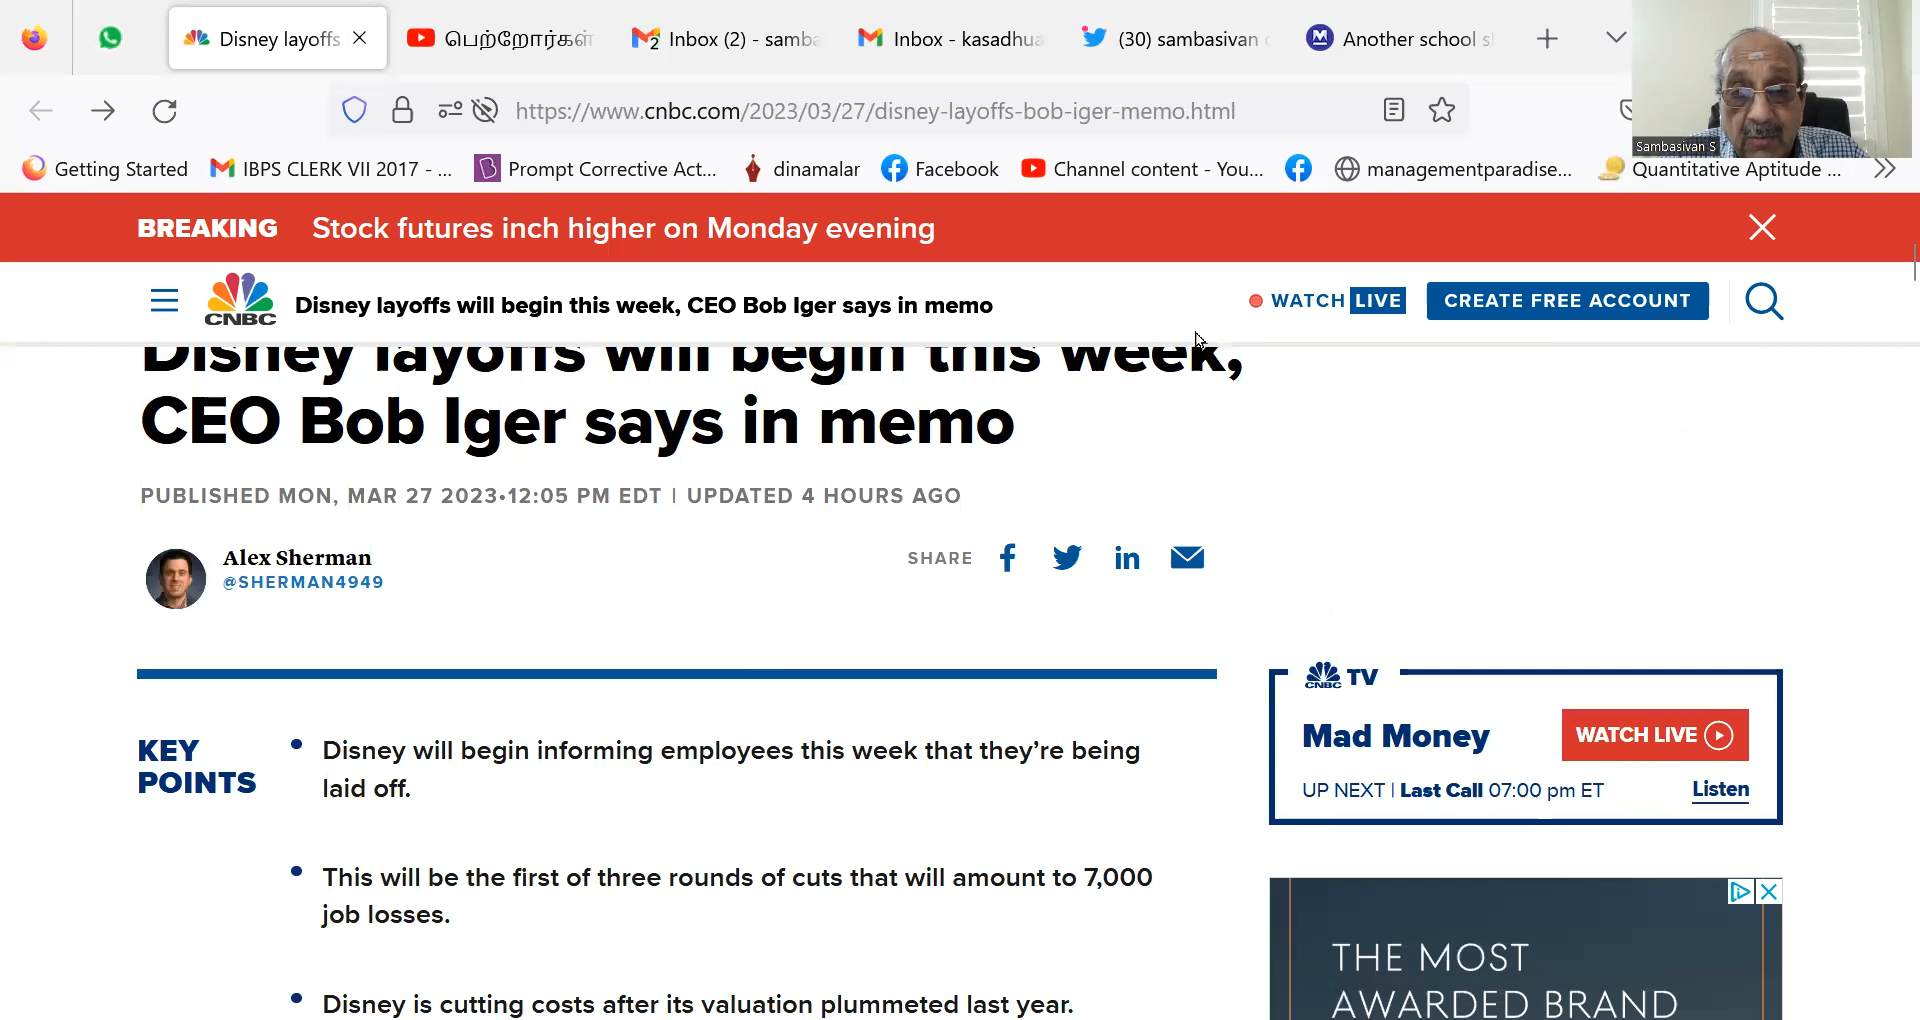 Disney layoffs
பெற்றோர்கள்
Inbox (2) - samba
Inbox - kasadhua
(30) sambasivan
Another school s
https://www.cnbc.com/2023/03/27/disney-layoffs-bob-iger-memo.html
Sambasivan S
Getting Started
IBPS CLERK VII 2017 - ...
Prompt Corrective Act...
dinamalar
Facebook
Channel content - You...
managementparadise...
Quantitative Aptitude ...
BREAKING Stock futures inch higher on Monday evening
CNBC
Disney layoffs will begin this week, CEO Bob Iger says in memo
WATCH LIVE
CREATE FREE ACCOUNT
Disney layoffs will begin this week,
CEO Bob Iger says in memo
PUBLISHED MON, MAR 27 2023•12:05 PM EDT | UPDATED 4 HOURS AGO
Alex Sherman
@SHERMAN4949
SHARE
KEY
POINTS
Disney will begin informing employees this week that they’re being
laid off.
This will be the first of three rounds of cuts that will amount to 7,000
job losses.
Disney is cutting costs after its valuation plummeted last year.
CNBC TV
Mad Money
WATCH LIVE
UP NEXT | Last Call 07:00 pm ET
Listen
THE MOST
AWARDED BRAND